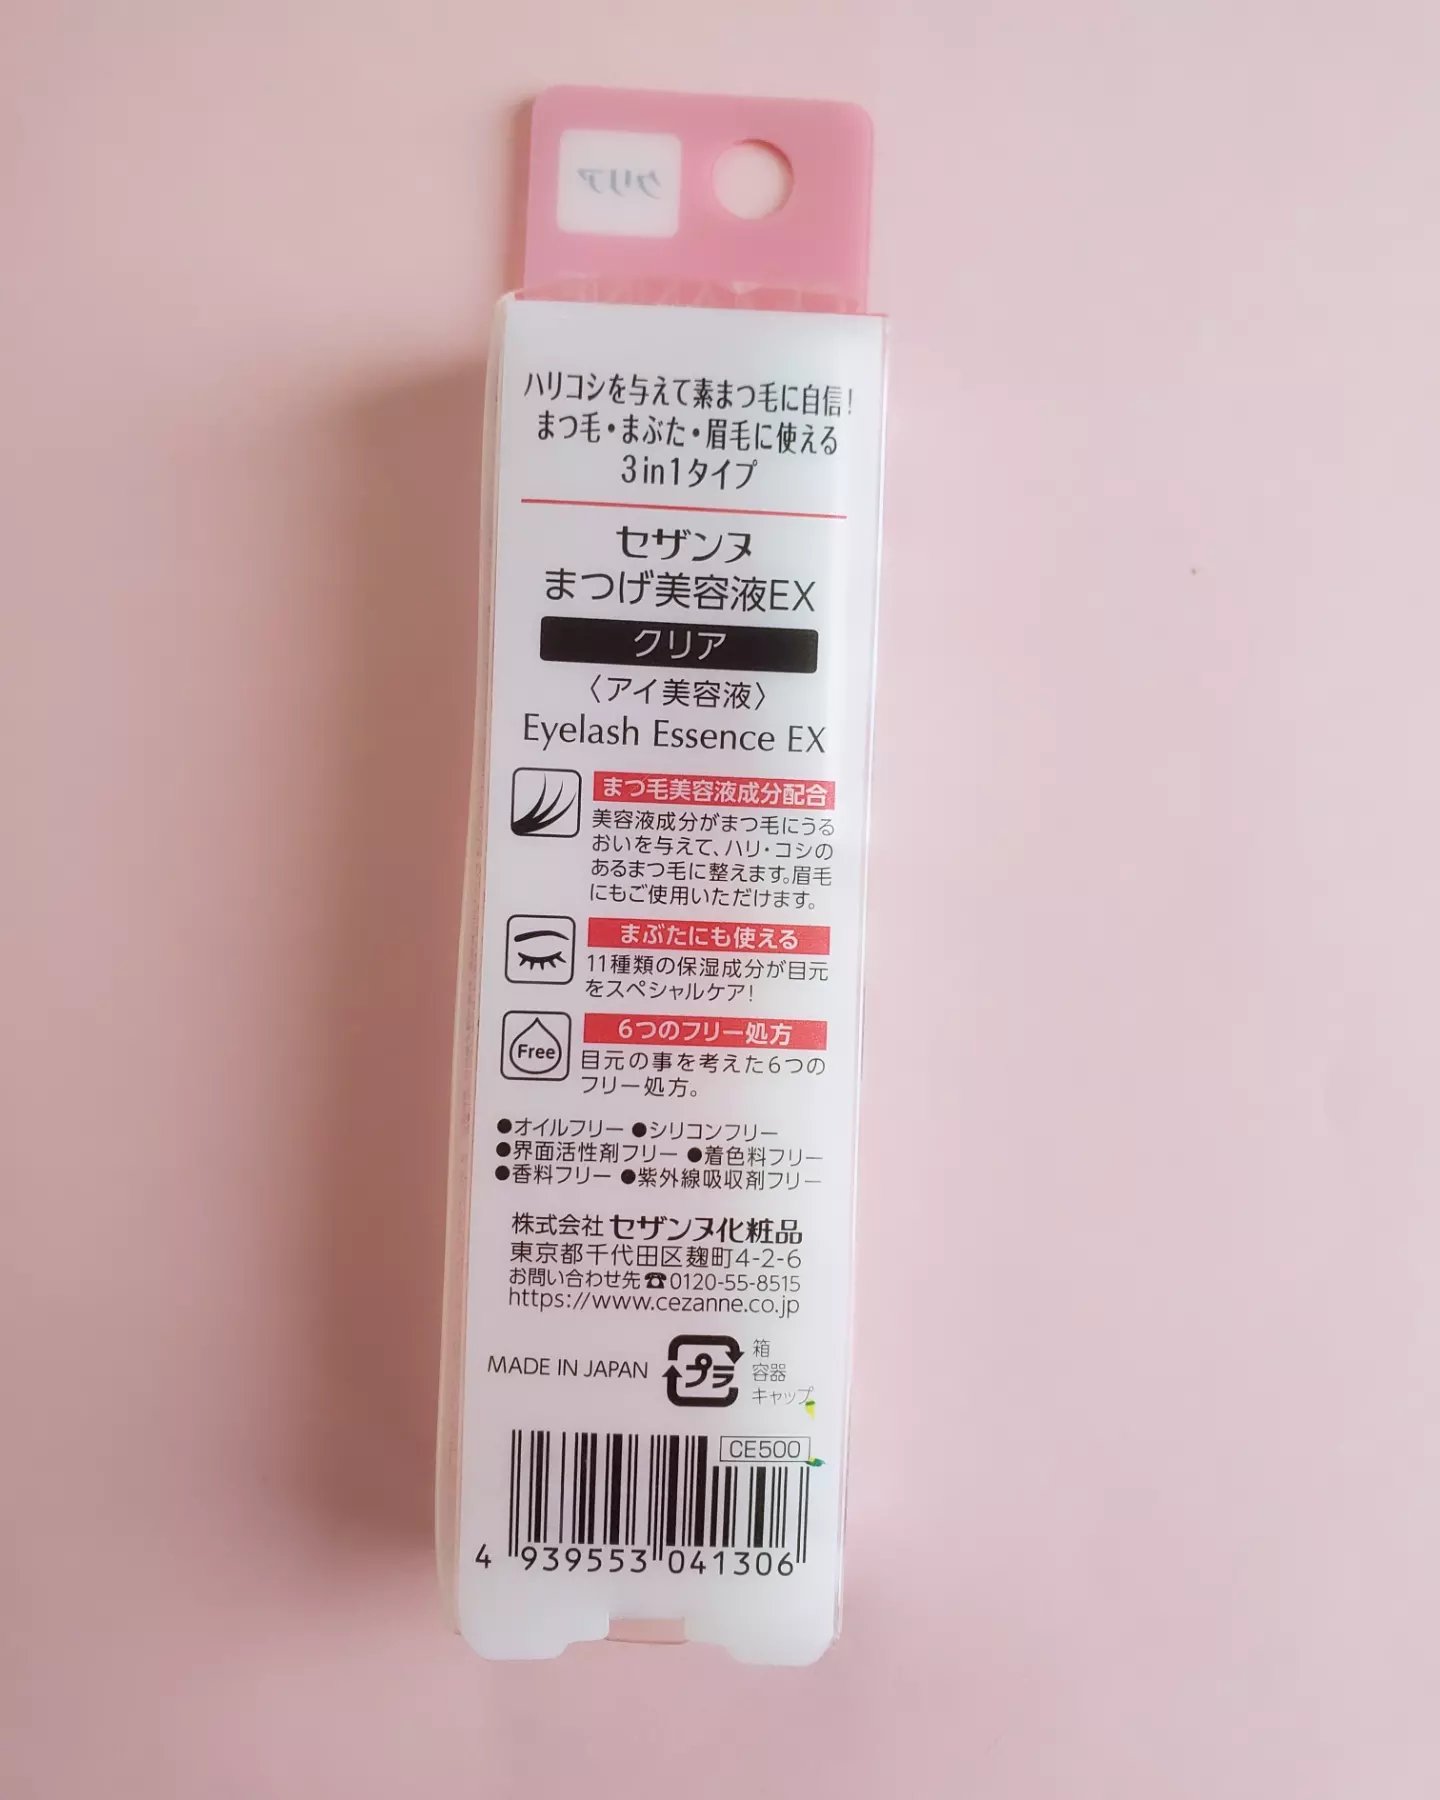 クリア
ハリコシを与えて素まつ毛に自信!
まつ毛・まぶた・眉毛に使える
3in1タイプ
セザンヌ
まつげ美容液EX
クリア
〈アイ美容液〉
Eyelash Essence EX
まつ毛美容液成分配合
美容液成分がまつ毛にうる
おいを与えて、ハリ・コシの
あるまつ毛に整えます。眉毛
にもご使用いただけます。
まぶたにも使える
11種類の保湿成分が目元
をスペシャルケア!
Free
6つのフリー処方
目元の事を考えた6つの
フリー処方。
●オイルフリー ●シリコンフリー
●界面活性剤フリー ●着色料フリー
●香料フリー ●紫外線吸収剤フリー
株式会社 セザンヌ化粧品
東京都千代田区麹町4-2-6
お問い合わせ先☎0120-55-8515
https://www.cezanne.co.jp
MADE IN JAPAN
プラ
箱
容器
キャップ
CE500
4 939553 041306